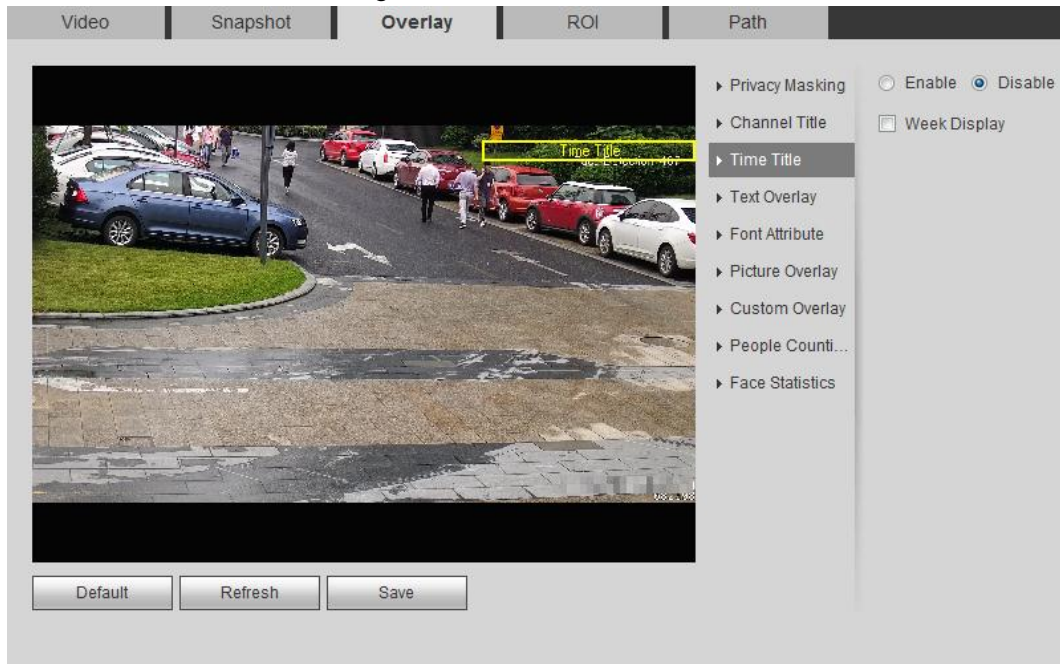 Video Snapshot Overlay ROI Path
Privacy Masking
Channel Title
Time Title
Text Overlay
Font Attribute
Picture Overlay
Custom Overlay
People Counti...
Face Statistics
Enable Disable
Week Display
Time Title
Default Refresh Save